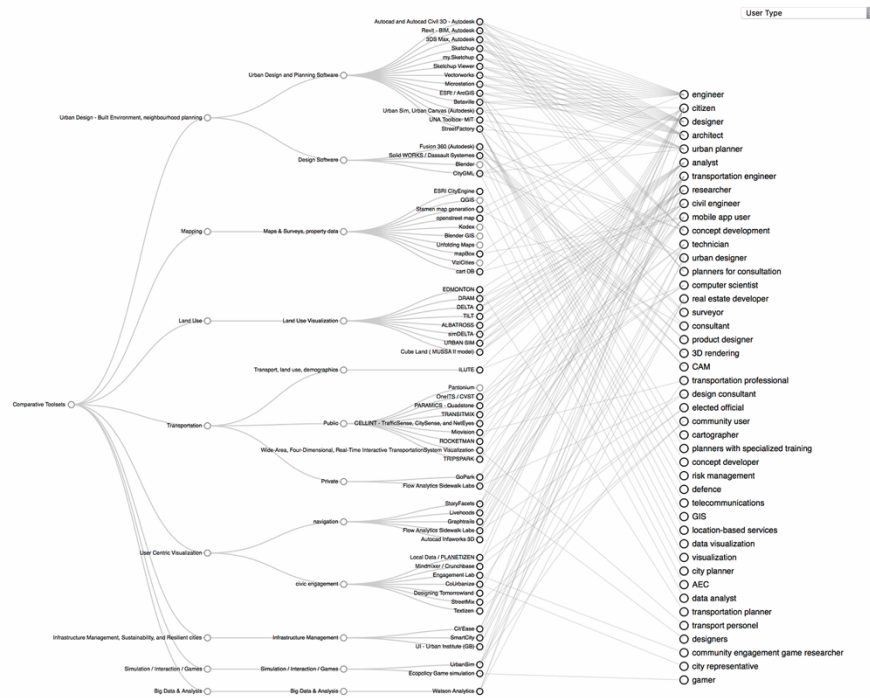 User Type
Autocad and Autocad Civil 3D - Autodesk
Revit - BIM, Autodesk
3DS Max, Autodesk
Sketchup
my.Sketchup
Sketchup Viewer
Vectorworks
Microstation
ESRI / ArcGIS
Betaville
Urban Sim, Urban Canvas (Autodesk)
UNA Toolbox- MIT
StreetFactory
Urban Design and Planning Software
Urban Design - Built Environment, neighbourhood planning
Design Software
Fusion 360 (Autodesk)
Solid WORKS / Dassault Systemes
Blender
CityGML
ESRI CityEngine
QGIS
Stamen map generation
openstreet map
Kodex
Blender GIS
Unfolding Maps
mapBox
ViziCities
cart OB
Mapping
Maps & Surveys, property data
EDMONTON
DRAM
DELTA
TILT
ALBATROSS
simDELTA
URBAN SIM
Cube Land ( MUSSA II model)
Land Use
Land Use Visualization
Transport, land use, demographics
ILUTE
Comparative Toolsets
Transportation
Public
Pantonium
OneITS / CVST
PARAMICS - Quadstone
TRANSITMIX
CELLINT - TrafficSense, CitySense, and NetEyes
Miovision
ROCKETMAN
Wide-Area, Four-Dimensional, Real-Time Interactive TransportationSystem Visualization
TRIPSPARK
Private
GoPark
Flow Analytics Sidewalk Labs
StoryFacets
Livehoods
Graphtrails
Flow Analytics Sidewalk Labs
Autocad Infaworks 3D
navigation
User Centric Visualization
civic engagement
Local Data / PLANETIZEN
Mindmixer / Crunchbase
Engagement Lab
CoUrbanize
Designing Tomorrowland
StreetMix
Textizen
Infrastructure Management, Sustainability, and Resilient cities
Infrastructure Management
Cit'Ease
SmartCity
UI - Urban Institute (GB)
Simulation / Interaction / Games
Simulation / Interaction / Games
UrbanSim
Ecopolicy Game simulation
Big Data & Analysis
Big Data & Analysis
Watson Analytics
engineer
citizen
designer
architect
urban planner
analyst
transportation engineer
researcher
civil engineer
mobile app user
concept development
technician
urban designer
planners for consultation
computer scientist
real estate developer
surveyor
consultant
product designer
3D rendering
CAM
transportation professional
design consultant
elected official
community user
cartographer
planners with specialized training
concept developer
risk management
defence
telecommunications
GIS
location-based services
data visualization
visualization
city planner
AEC
data analyst
transportation planner
transport personel
designers
community engagement game researcher
city representative
gamer